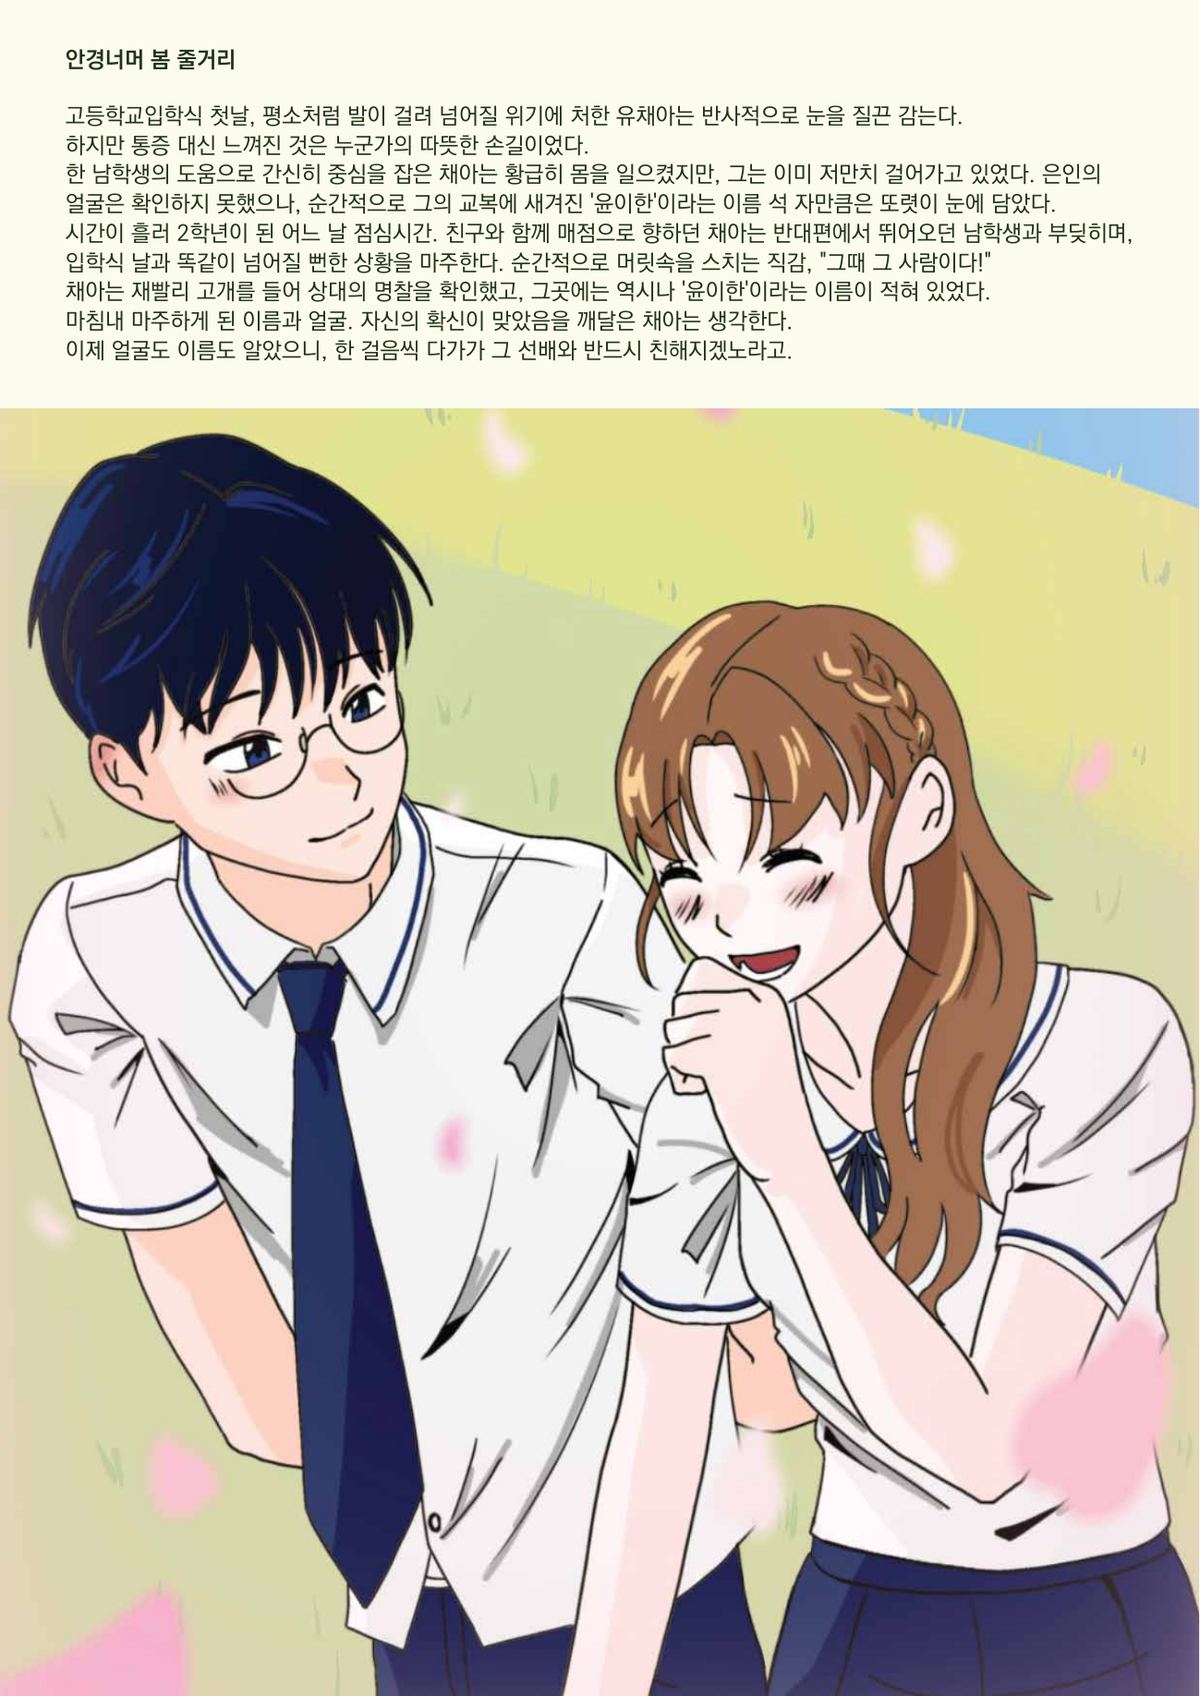 안경너머 봄 줄거리
고등학교입학식 첫날, 평소처럼 발이 걸려 넘어질 위기에 처한 유채아는 반사적으로 눈을 질끈 감는다.
하지만 통증 대신 느껴진 것은 누군가의 따뜻한 손길이었다.
한 남학생의 도움으로 간신히 중심을 잡은 채아는 황급히 몸을 일으켰지만, 그는 이미 저만치 걸어가고 있었다. 은인의
얼굴은 확인하지 못했으나, 순간적으로 그의 교복에 새겨진 '윤이한'이라는 이름 석 자만큼은 또렷이 눈에 담았다.
시간이 흘러 2학년이 된 어느 날 점심시간. 친구와 함께 매점으로 향하던 채아는 반대편에서 뛰어오던 남학생과 부딪히며,
입학식 날과 똑같이 넘어질 뻔한 상황을 마주한다. 순간적으로 머릿속을 스치는 직감, "그때 그 사람이다!"
채아는 재빨리 고개를 들어 상대의 명찰을 확인했고, 그곳에는 역시나 '윤이한'이라는 이름이 적혀 있었다.
마침내 마주하게 된 이름과 얼굴. 자신의 확신이 맞았음을 깨달은 채아는 생각한다.
이제 얼굴도 이름도 알았으니, 한 걸음씩 다가가 그 선배와 반드시 친해지겠노라고.